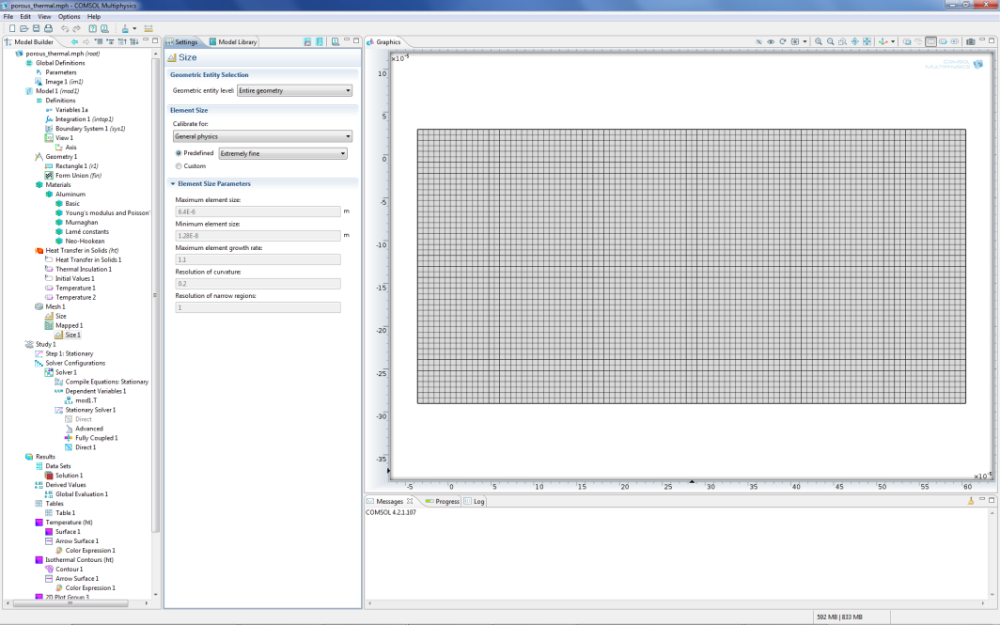 porous_thermal.mph - COMSOL Multiphysics
File Edit View Options Help
Model Builder
porous_thermal.mph (root)
Global Definitions
Parameters
Image 1 (im1)
Model 1 (mod1)
Definitions
Variables 1a
Integration 1 (intop1)
Boundary System 1 (sys1)
View 1
Axis
Geometry 1
Rectangle 1 (r1)
Form Union (fin)
Materials
Aluminum
Basic
Young's modulus and Poisson'
Murnaghan
Lamé constants
Neo-Hookean
Heat Transfer in Solids (ht)
Heat Transfer in Solids 1
Thermal Insulation 1
Initial Values 1
Temperature 1
Temperature 2
Mesh 1
Size
Mapped 1
Size 1
Study 1
Step 1: Stationary
Solver Configurations
Solver 1
Compile Equations: Stationary
Dependent Variables 1
mod1.T
Stationary Solver 1
Direct
Advanced
Fully Coupled 1
Direct 1
Results
Data Sets
Solution 1
Derived Values
Global Evaluation 1
Tables
Table 1
Temperature (ht)
Surface 1
Arrow Surface 1
Color Expression 1
Isothermal Contours (ht)
Contour 1
Arrow Surface 1
Color Expression 1
2D Plot Group 3
Settings Model Library
Size
Geometric Entity Selection
Geometric entity level: Entire geometry
Element Size
Calibrate for:
General physics
Predefined Extremely fine
Custom
Element Size Parameters
Maximum element size:
6.4E-6 m
Minimum element size:
1.28E-8 m
Maximum element growth rate:
1.1
Resolution of curvature:
0.2
Resolution of narrow regions:
1
Graphics
COMSOL
MULTIPHYSICS
10
5
0
-5
-10
-15
-20
-25
-30
-35
-5 0 5 10 15 20 25 30 35 40 45 50 55 60
x10⁻⁵
Messages Progress Log
COMSOL 4.2.1.107
592 MB | 833 MB